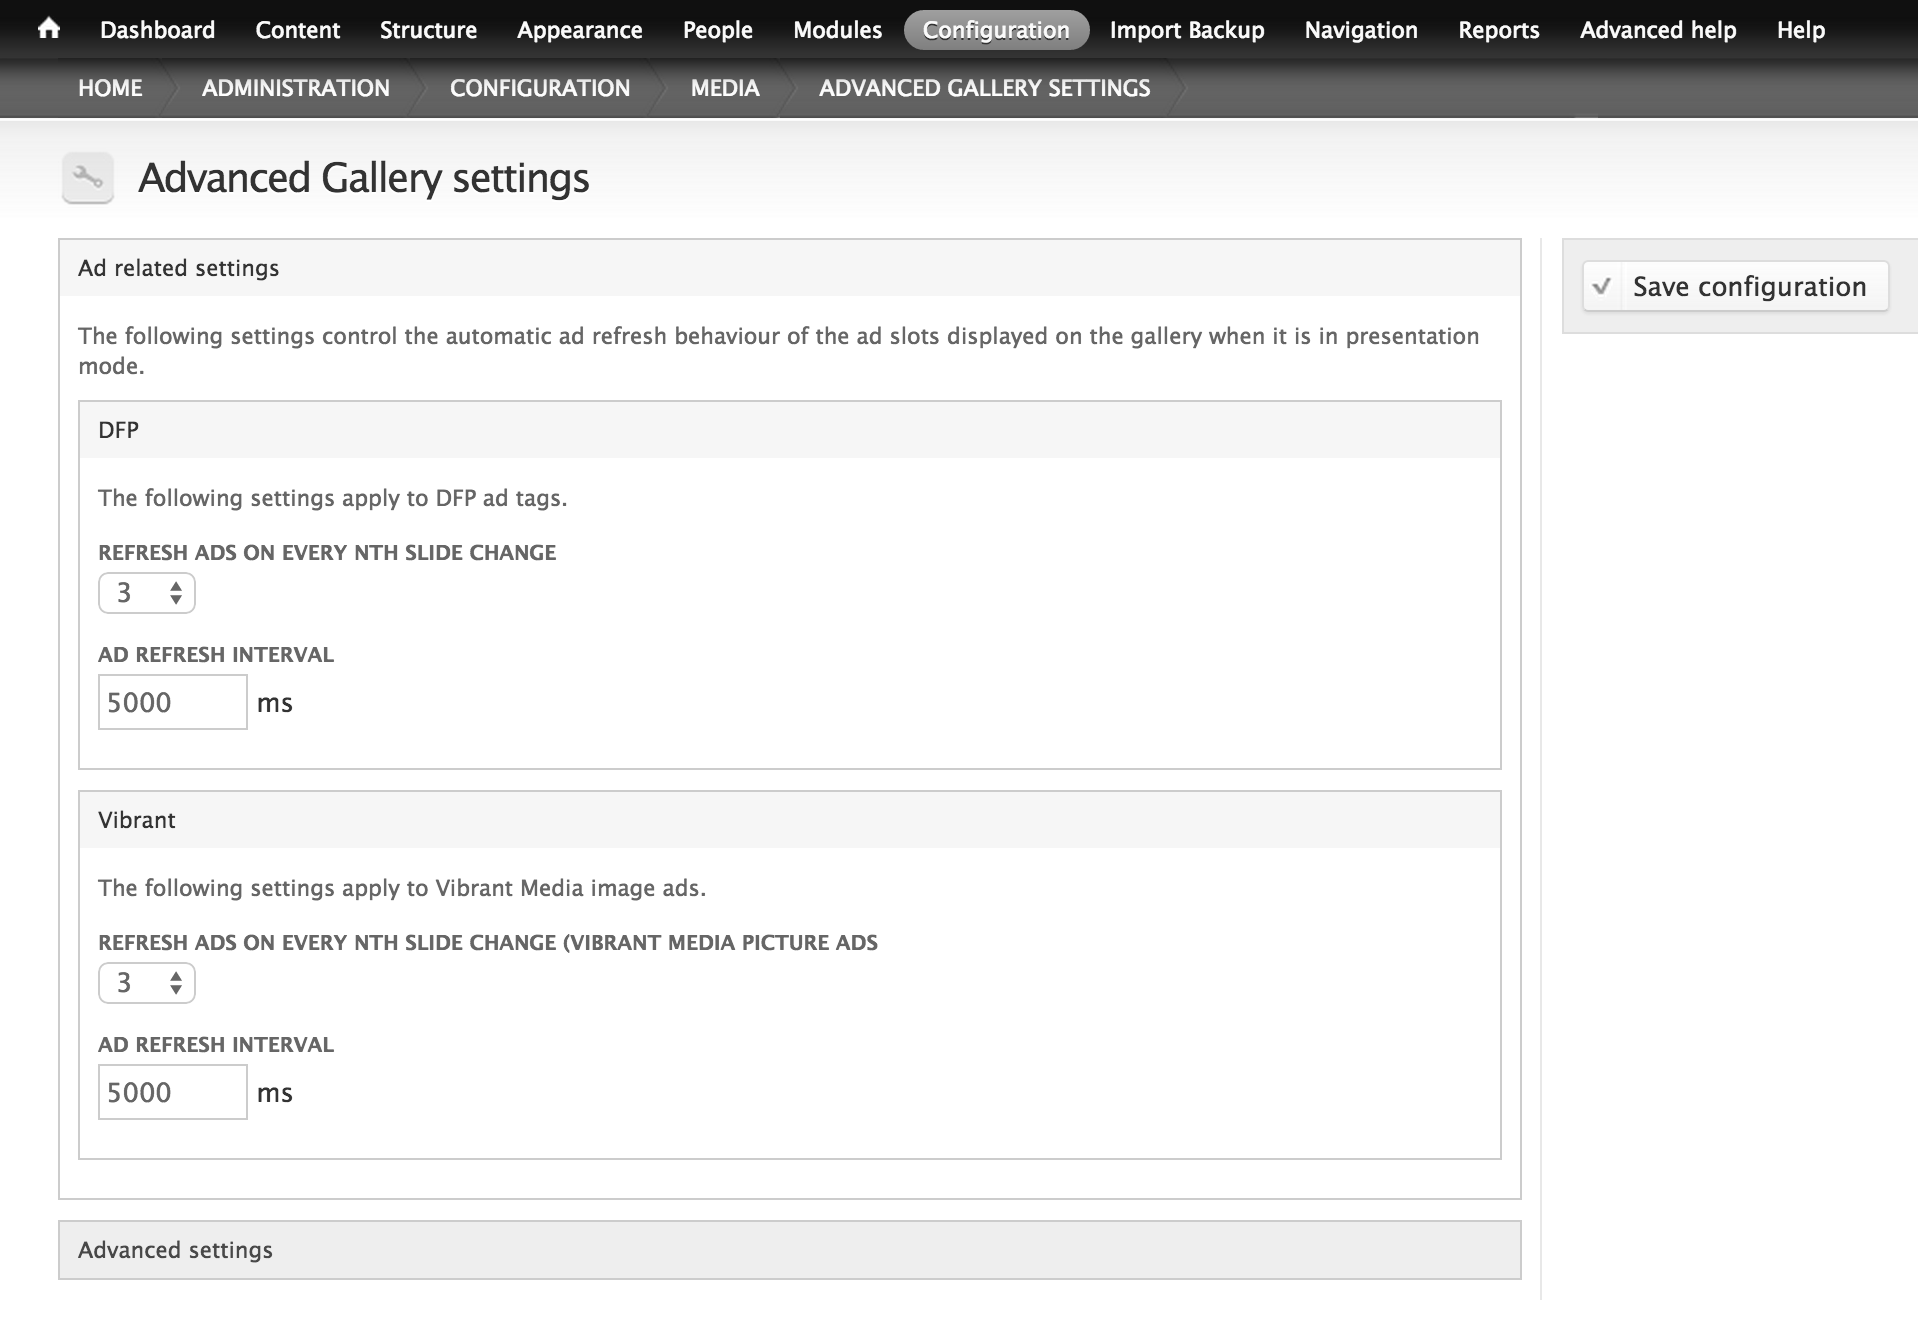 Dashboard Content Structure Appearance People Modules Configuration Import Backup Navigation Reports Advanced help Help
HOME ADMINISTRATION CONFIGURATION MEDIA ADVANCED GALLERY SETTINGS
Advanced Gallery settings
Ad related settings
The following settings control the automatic ad refresh behaviour of the ad slots displayed on the gallery when it is in presentation
mode.
DFP
The following settings apply to DFP ad tags.
REFRESH ADS ON EVERY NTH SLIDE CHANGE
3
AD REFRESH INTERVAL
5000 ms
Vibrant
The following settings apply to Vibrant Media image ads.
REFRESH ADS ON EVERY NTH SLIDE CHANGE (VIBRANT MEDIA PICTURE ADS
3
AD REFRESH INTERVAL
5000 ms
Advanced settings
Save configuration